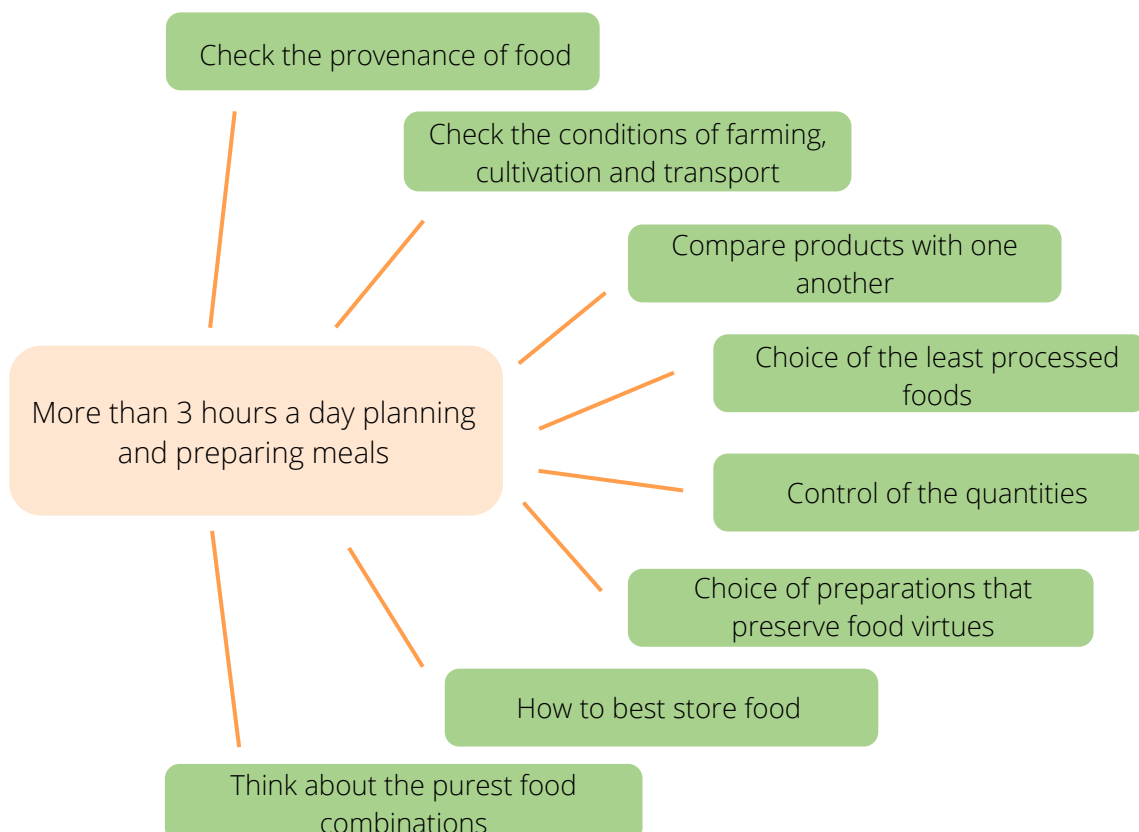 Check the provenance of food
Check the conditions of farming,
cultivation and transport
Compare products with one
another
Choice of the least processed
foods
More than 3 hours a day planning
and preparing meals
Control of the quantities
Choice of preparations that
preserve food virtues
How to best store food
Think about the purest food
combinations